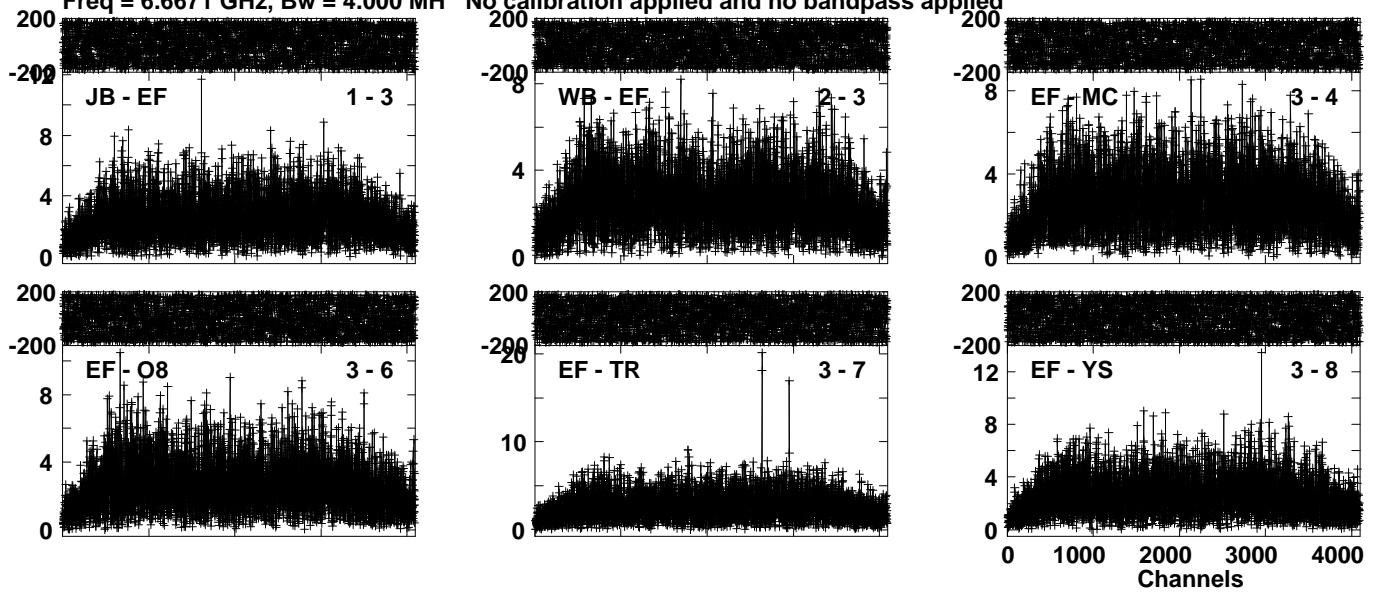 Freq = 6.6671 GHz, Bw = 4.000 MH No calibration applied and no bandpass applied
200 200 200
-200 -200 -200
12 8 8
JB - EF 1 - 3 WB - EF 2 - 3 EF - MC 3 - 4
8
4 4 4
0 0 0
200 200 200
-200 -200 -200
20
EF - O8 3 - 6 EF - TR 3 - 7 EF - YS 3 - 8
12
8 10 8
4 4
0 0 0
0 1000 2000 3000 4000
Channels